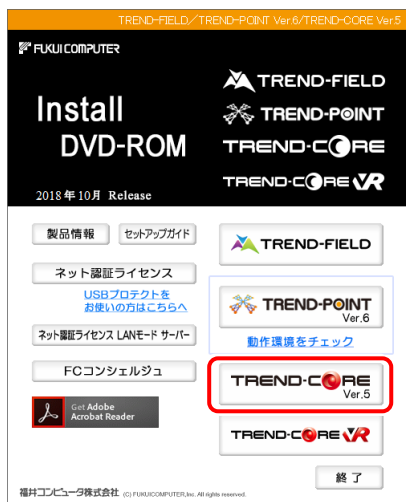 TREND-FIELD／TREND-POINT Ver.6/TREND-CORE Ver.5
FUKUI COMPUTER
Install
DVD-ROM
2018年10月 Release
TREND-FIELD
TREND-POINT
TREND-CORE
TREND-CORE VR
製品情報
セットアップガイド
ネット認証ライセンス
USBプロテクトを
お使いの方はこちらへ
ネット認証ライセンス LANモード サーバー
FCコンシェルジュ
Get Adobe
Acrobat Reader
TREND-FIELD
TREND-POINT
Ver.6
動作環境をチェック
TREND-CORE
Ver.5
TREND-CORE VR
終了
福井コンピュータ株式会社 (C) FUKUICOMPUTER,Inc. All rights reserved.